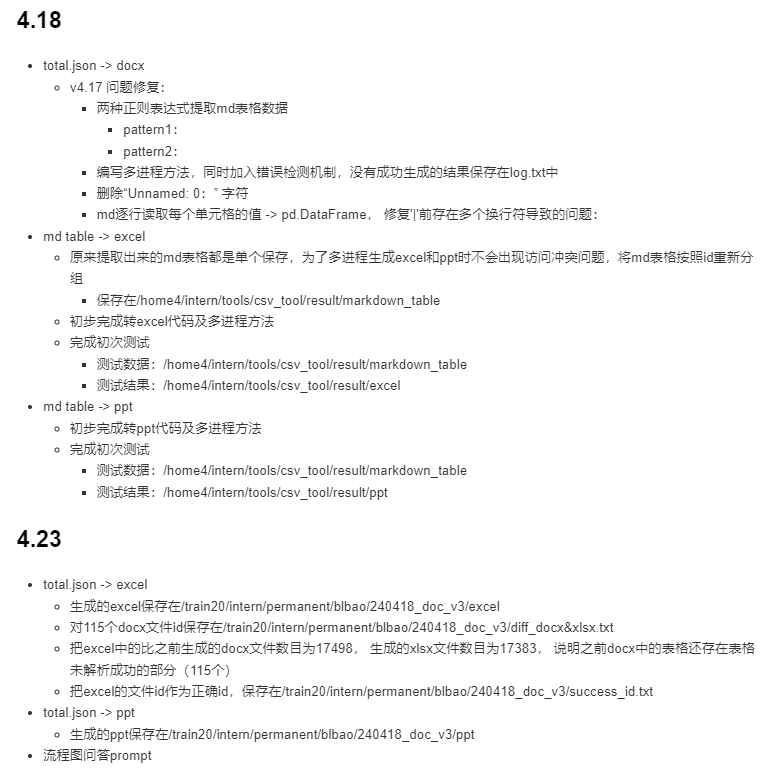 4.18
total.json -> docx
v4.17 问题修复：
两种正则表达式提取md表格数据
pattern1：
pattern2：
编写多进程方法，同时加入错误检测机制，没有成功生成的结果保存在log.txt中
删除“Unnamed: 0：” 字符
md逐行读取每个单元格的值 -> pd.DataFrame， 修复'|'前存在多个换行符导致的问题：
md table -> excel
原来提取出来的md表格都是单个保存，为了多进程生成excel和ppt时不会出现访问冲突问题，将md表格按照id重新分
组
保存在/home4/intern/tools/csv_tool/result/markdown_table
初步完成转excel代码及多进程方法
完成初次测试
测试数据：/home4/intern/tools/csv_tool/result/markdown_table
测试结果：/home4/intern/tools/csv_tool/result/excel
md table -> ppt
初步完成转ppt代码及多进程方法
完成初次测试
测试数据：/home4/intern/tools/csv_tool/result/markdown_table
测试结果：/home4/intern/tools/csv_tool/result/ppt
4.23
total.json -> excel
生成的excel保存在/train20/intern/permanent/blbao/240418_doc_v3/excel
对115个docx文件id保存在/train20/intern/permanent/blbao/240418_doc_v3/diff_docx&xlsx.txt
把excel中的比之前生成的docx文件数目为17498， 生成的xlsx文件数目为17383， 说明之前docx中的表格还存在表格
未解析成功的部分（115个）
把excel的文件id作为正确id，保存在/train20/intern/permanent/blbao/240418_doc_v3/success_id.txt
total.json -> ppt
生成的ppt保存在/train20/intern/permanent/blbao/240418_doc_v3/ppt
流程图问答prompt